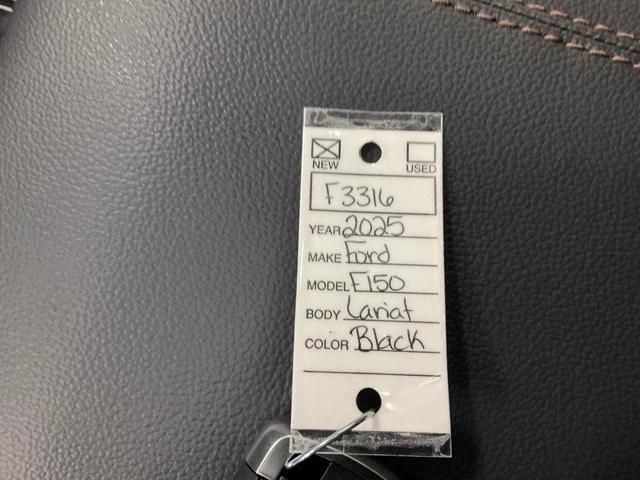 NEW USED
F3316
YEAR 2025
MAKE Ford
MODEL F150
BODY Lariat
COLOR Black